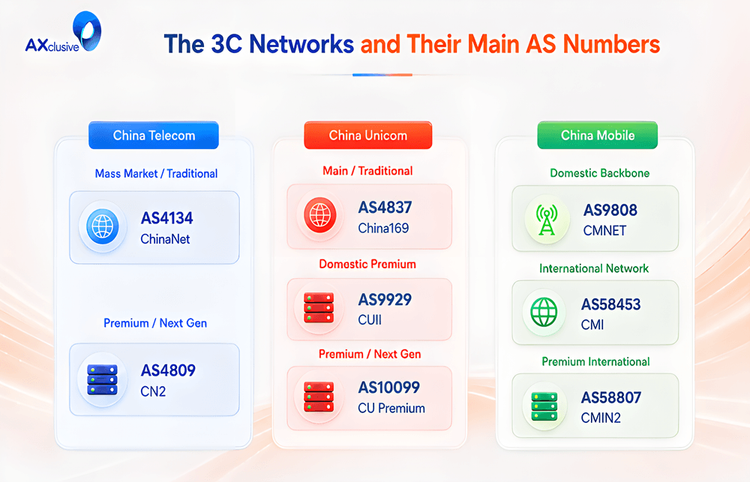 AXclusive
The 3C Networks and Their Main AS Numbers
China Telecom
Mass Market / Traditional
AS4134
ChinaNet
Premium / Next Gen
AS4809
CN2
China Unicom
Main / Traditional
AS4837
China169
Domestic Premium
AS9929
CUII
Premium / Next Gen
AS10099
CU Premium
China Mobile
Domestic Backbone
AS9808
CMNET
International Network
AS58453
CMI
Premium International
AS58807
CMIN2